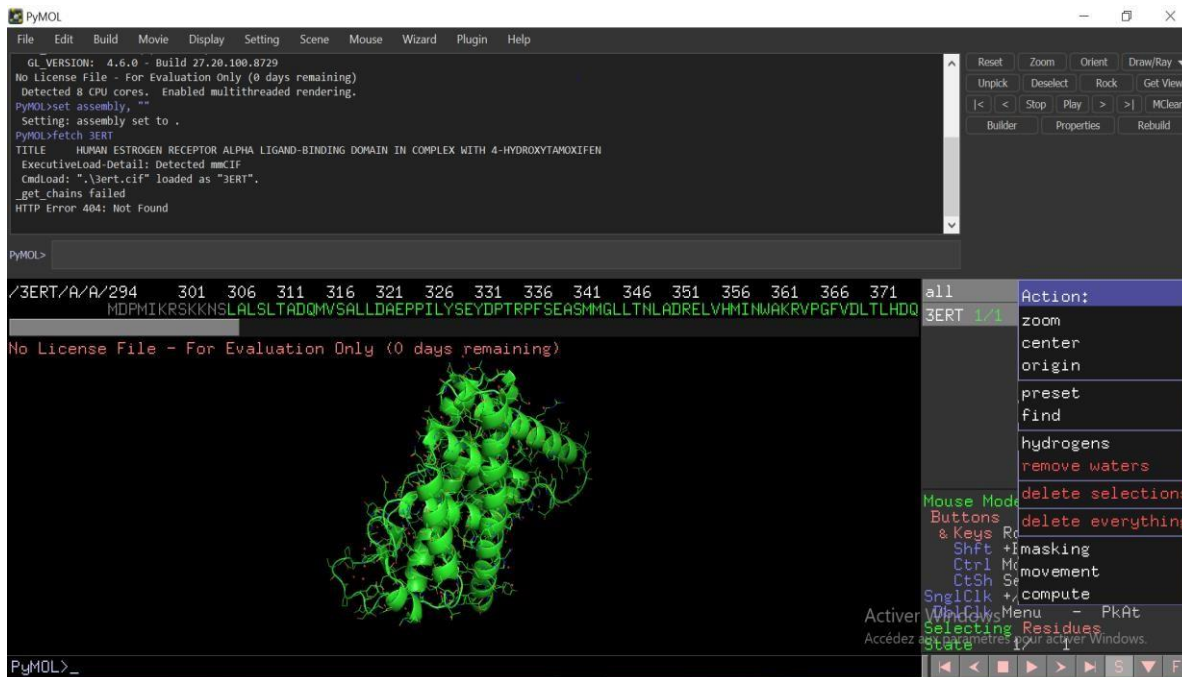 PyMOL
File Edit Build Movie Display Setting Scene Mouse Wizard Plugin Help
GL_VERSION: 4.6.0 - Build 27.20.100.8729
No License File - For Evaluation Only (0 days remaining)
Detected 8 CPU cores. Enabled multithreaded rendering.
PyMOL>set assembly, ""
Setting: assembly set to .
PyMOL>fetch 3ERT
TITLE HUMAN ESTROGEN RECEPTOR ALPHA LIGAND-BINDING DOMAIN IN COMPLEX WITH 4-HYDROXYTAMOXIFEN
ExecutiveLoad-Detail: Detected mmCIF
CmdLoad: ".\3ert.cif" loaded as "3ERT".
_get_chains failed
HTTP Error 404: Not Found
PyMOL>
Reset Zoom Orient Draw/Ray
Unpick Deselect Rock Get View
|< < Stop Play > >| MClear
Builder Properties Rebuild
/3ERT/A/A/294 301 306 311 316 321 326 331 336 341 346 351 356 361 366 371
MDPMIKRSKKNSLALSLTADQMVSALLDAEPPILYSEYDPTRPFSEASMMGLLTNLADRELVHMINWAKRVPGFVDLTLHDQ
No License File - For Evaluation Only (0 days remaining)
all
3ERT 1/1
Action:
zoom
center
origin
preset
find
hydrogens
remove waters
delete selection
delete everything
masking
movement
compute
Mouse Mode
Buttons
& Keys Ro
Shft
Ctrl Mo
CtSh Se
SnglClk +/
DblClk Menu - PkAt
Selecting Residues
State 1/ 1
Activer Windows
Accédez aux paramètres pour activer Windows.
PyMOL>_
S F